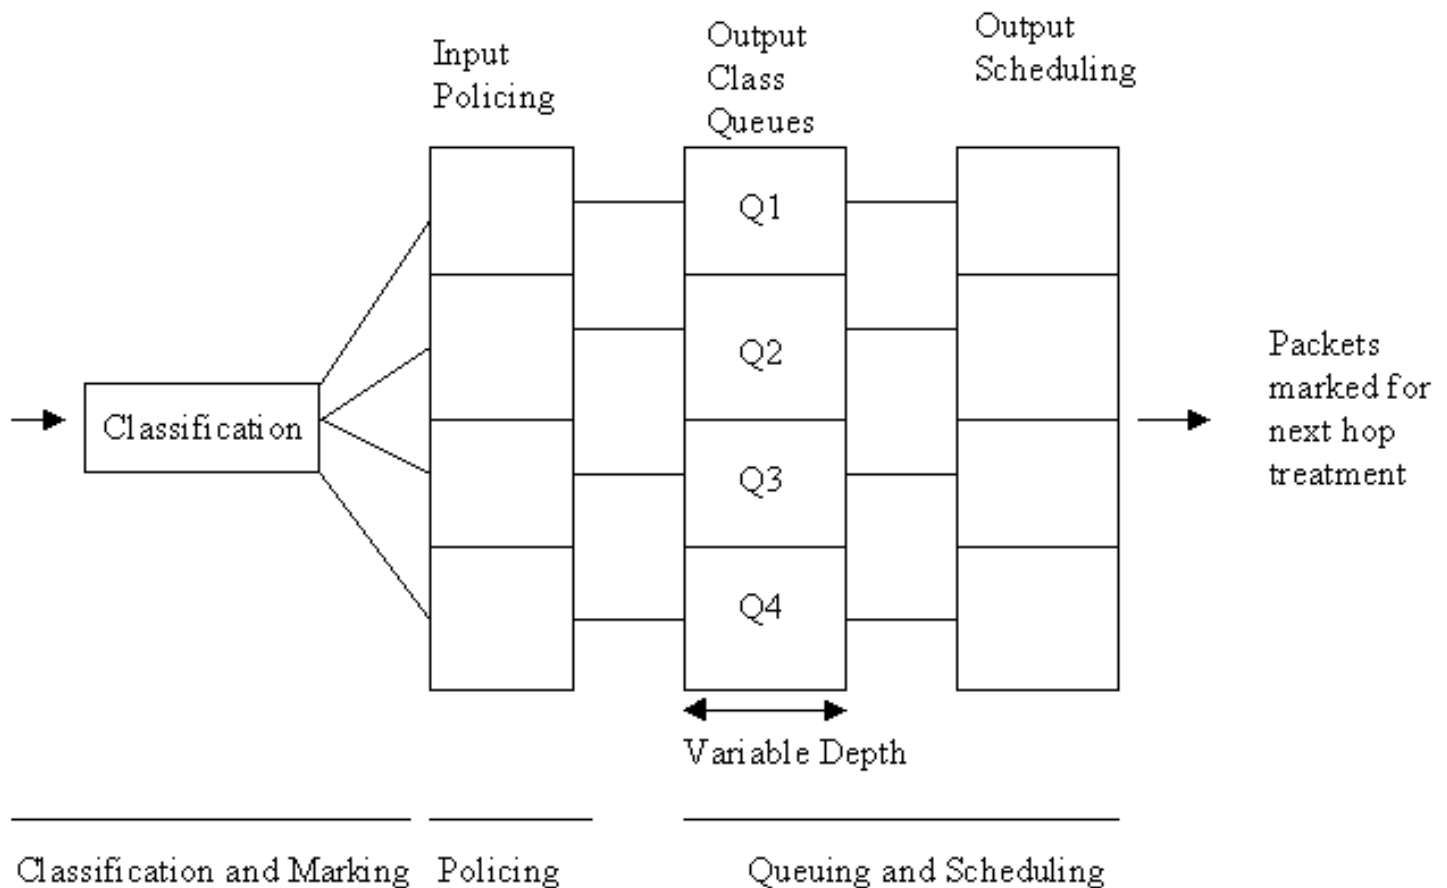 Input
Policing
Output
Class
Queues
Output
Scheduling
Classification
Q1
Q2
Q3
Q4
Packets
marked for
next hop
treatment
Variable Depth
Classification and Marking
Policing
Queuing and Scheduling